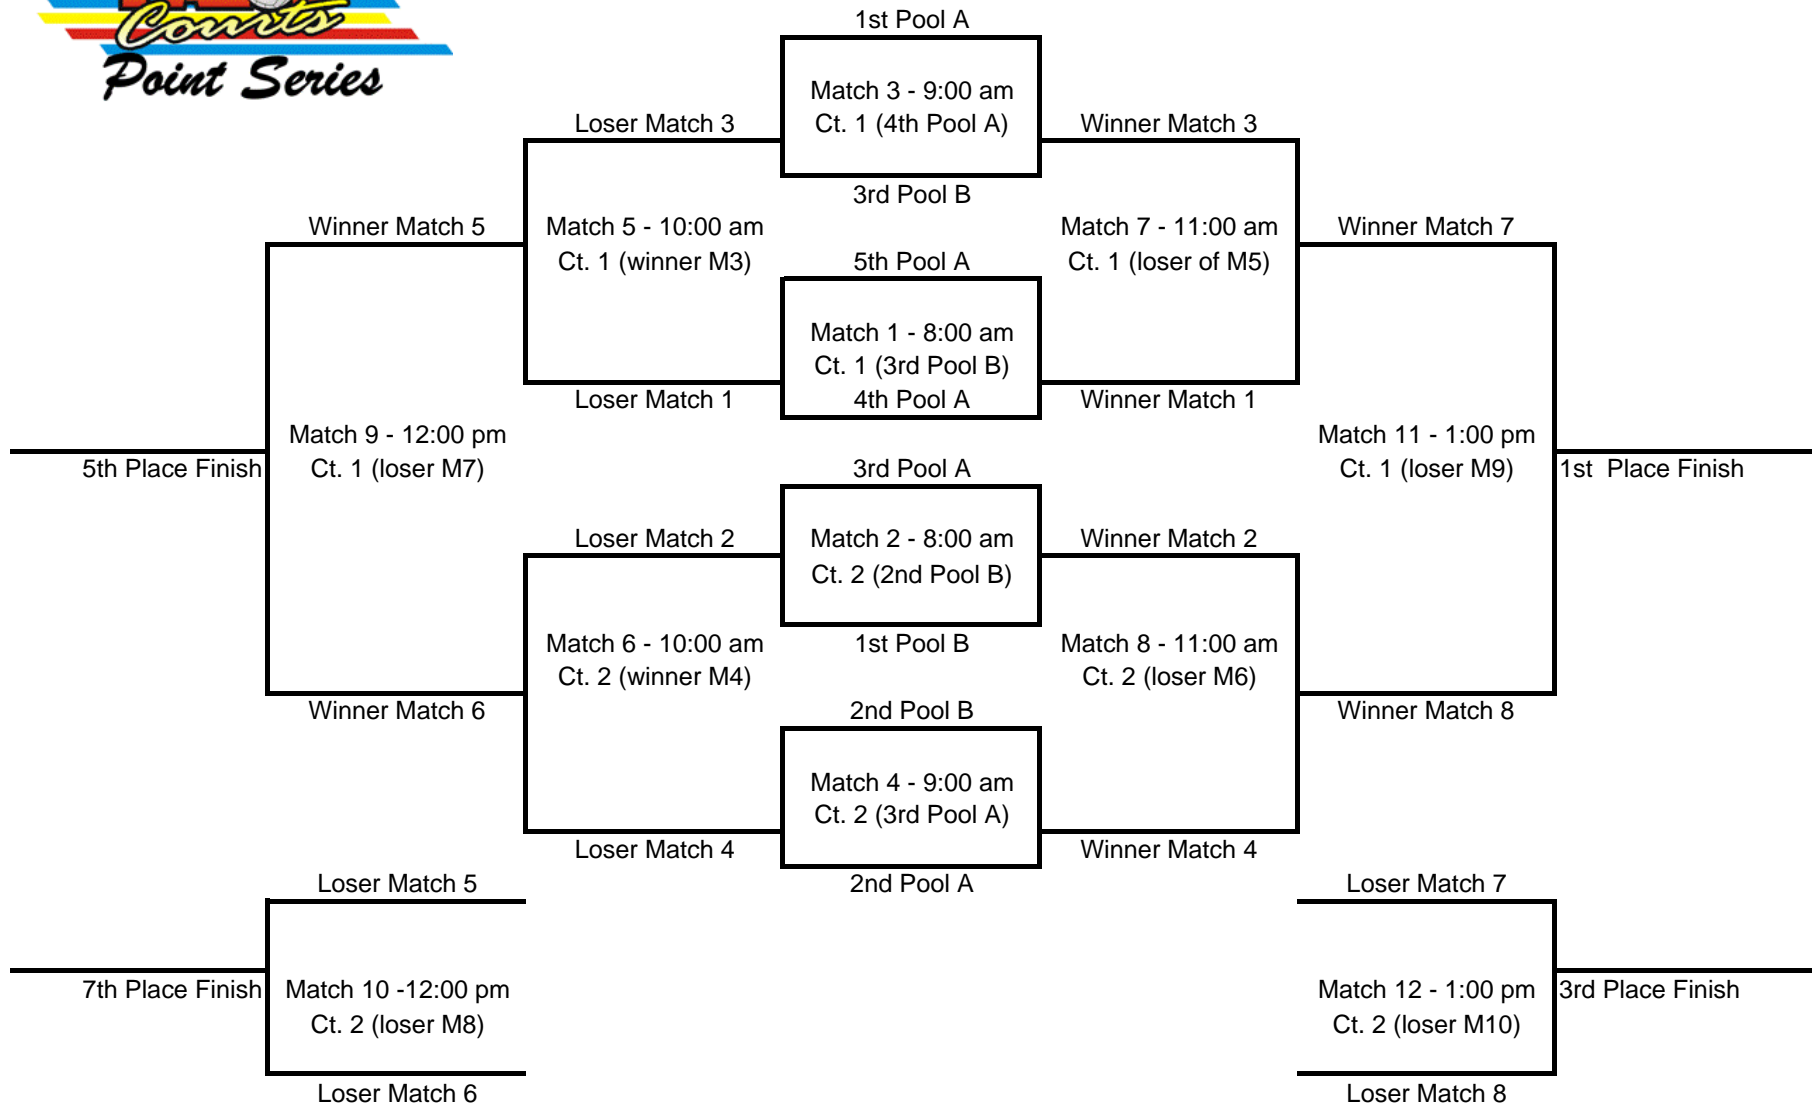 Courts
Point Series
1st Pool A
Match 3 - 9:00 am
Ct. 1 (4th Pool A)
Loser Match 3
Winner Match 3
3rd Pool B
Winner Match 5
Match 5 - 10:00 am
Ct. 1 (winner M3)
Match 7 - 11:00 am
Ct. 1 (loser of M5)
Winner Match 7
5th Pool A
Match 1 - 8:00 am
Ct. 1 (3rd Pool B)
4th Pool A
Loser Match 1
Winner Match 1
Match 9 - 12:00 pm
Ct. 1 (loser M7)
5th Place Finish
Match 11 - 1:00 pm
Ct. 1 (loser M9)
1st  Place Finish
3rd Pool A
Loser Match 2
Match 2 - 8:00 am
Ct. 2 (2nd Pool B)
Winner Match 2
1st Pool B
Match 6 - 10:00 am
Ct. 2 (winner M4)
Match 8 - 11:00 am
Ct. 2 (loser M6)
Winner Match 6
2nd Pool B
Winner Match 8
Match 4 - 9:00 am
Ct. 2 (3rd Pool A)
Loser Match 4
Winner Match 4
2nd Pool A
Loser Match 5
Loser Match 7
7th Place Finish
Match 10 -12:00 pm
Ct. 2 (loser M8)
Match 12 - 1:00 pm
Ct. 2 (loser M10)
3rd Place Finish
Loser Match 6
Loser Match 8